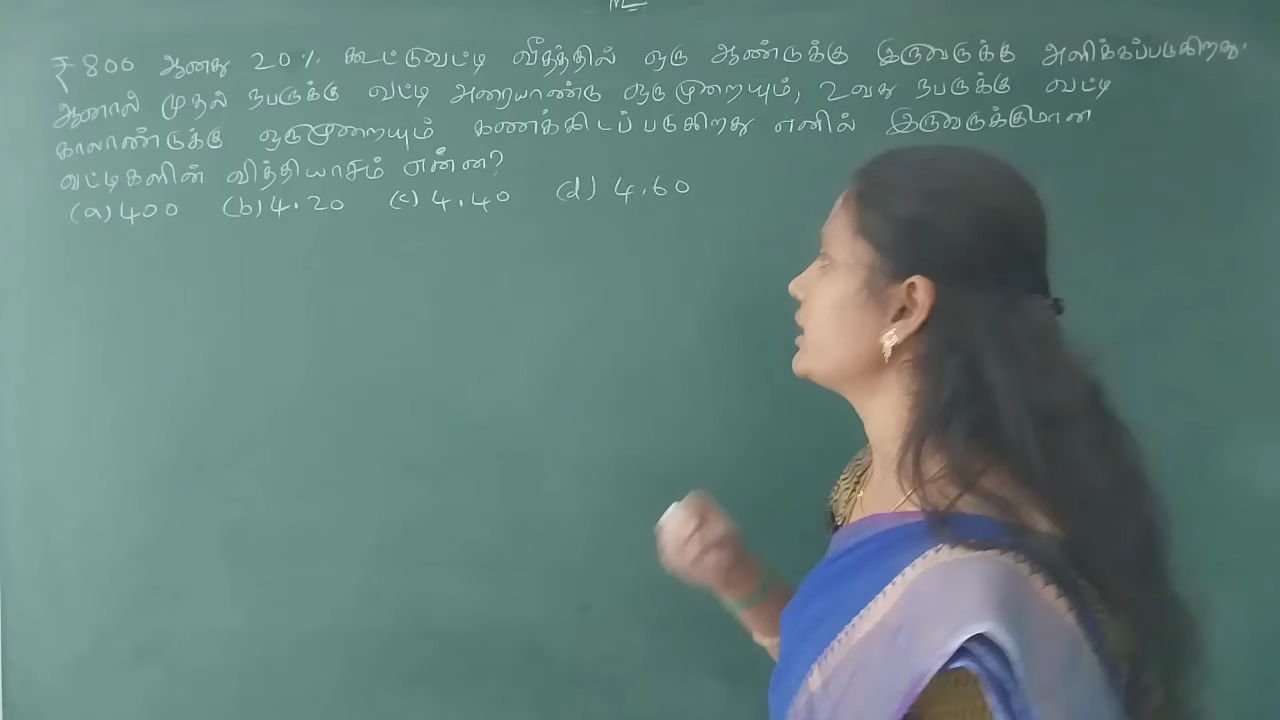 ₹800 ஆனது 20% கூட்டுவட்டி வீதத்தில் ஒரு ஆண்டுக்கு இருவருக்கு அளிக்கப்படுகிறது.
ஆனால் முதல் நபருக்கு வட்டி அரையாண்டு ஒருமுறையும், 2வது நபருக்கு வட்டி
காலாண்டுக்கு ஒருமுறையும் கணக்கிடப்படுகிறது எனில் இருவருக்குமான
வட்டிகளின் வித்தியாசம் என்ன?
(a) 400 (b) 4.20 (c) 4.40 (d) 4.60